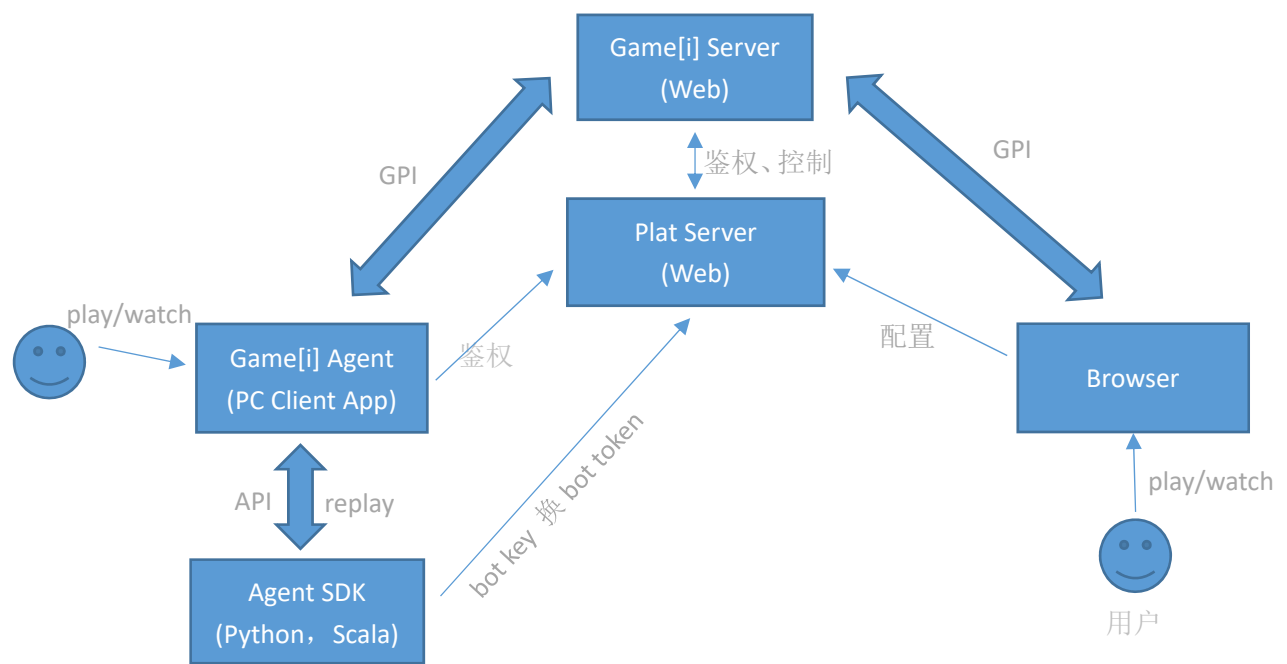 Game[i] Server
(Web)
GPI
鉴权、控制
GPI
Plat Server
(Web)
play/watch
Game[i] Agent
(PC Client App)
鉴权
配置
Browser
bot key 换 bot token
API
replay
play/watch
Agent SDK
(Python，Scala)
用户